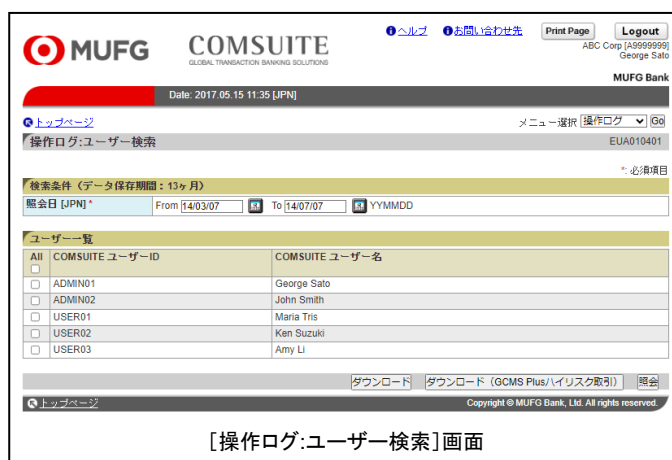 MUFG COMSUITE ❶ヘルプ ❶お問い合わせ先 Print Page Logout
GLOBAL TRANSACTION BANKING SOLUTIONS ABC Corp [A9999999]
George Sato
MUFG Bank
Date: 2017.05.15 11:35 [JPN]
トップページ メニュー選択 操作ログ Go
操作ログ:ユーザー検索 EUA010401
*: 必須項目
検索条件（データ保存期間：13ヶ月）
照会日 [JPN] * From 14/03/07 To 14/07/07 YYMMDD
ユーザー一覧
All COMSUITE ユーザーID COMSUITE ユーザー名
ADMIN01 George Sato
ADMIN02 John Smith
USER01 Maria Tris
USER02 Ken Suzuki
USER03 Amy Li
ダウンロード ダウンロード（GCMS Plusハイリスク取引） 照会
トップページ Copyright © MUFG Bank, Ltd. All rights reserved.
[操作ログ:ユーザー検索]画面